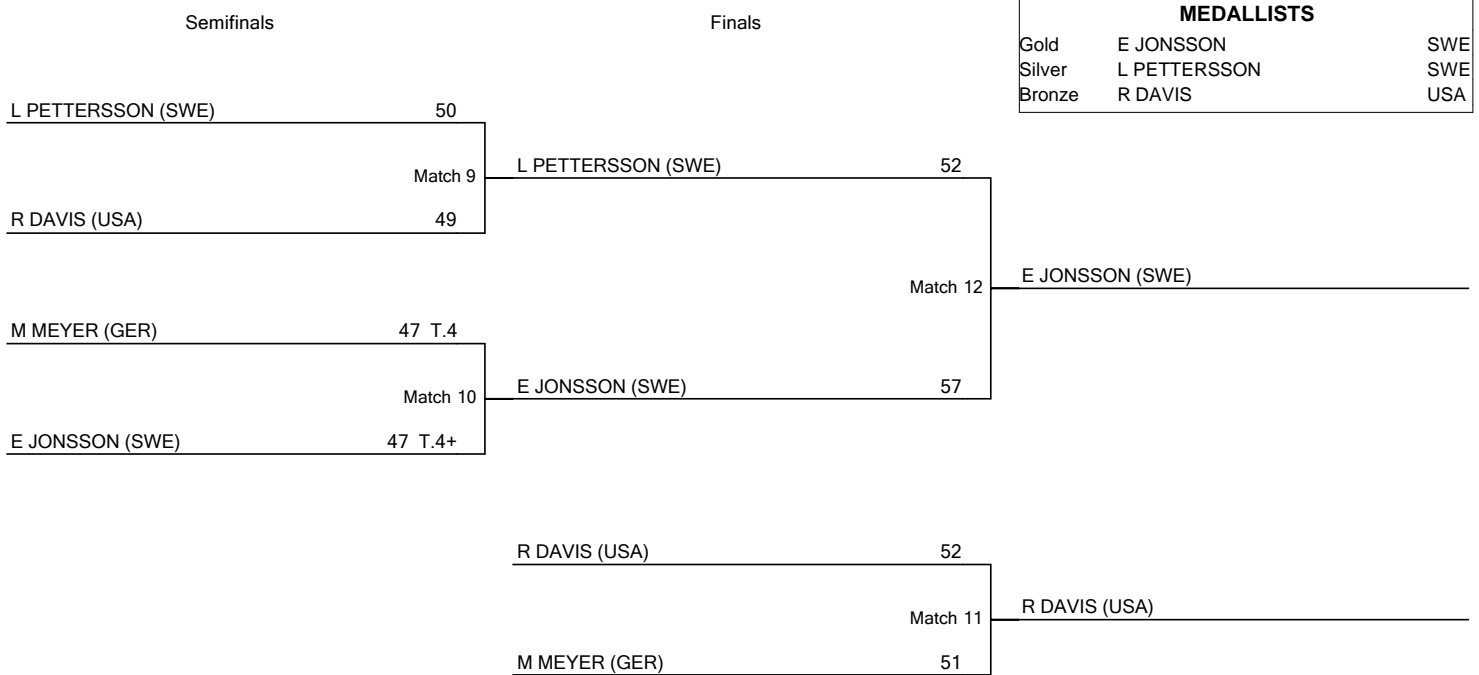 Semifinals
Finals
MEDALLISTS
Gold E JONSSON SWE
Silver L PETTERSSON SWE
Bronze R DAVIS USA
L PETTERSSON (SWE) 50
Match 9
R DAVIS (USA) 49
L PETTERSSON (SWE) 52
M MEYER (GER) 47 T.4
Match 10
E JONSSON (SWE) 47 T.4+
E JONSSON (SWE) 57
Match 12
E JONSSON (SWE)
R DAVIS (USA) 52
Match 11
M MEYER (GER) 51
R DAVIS (USA)